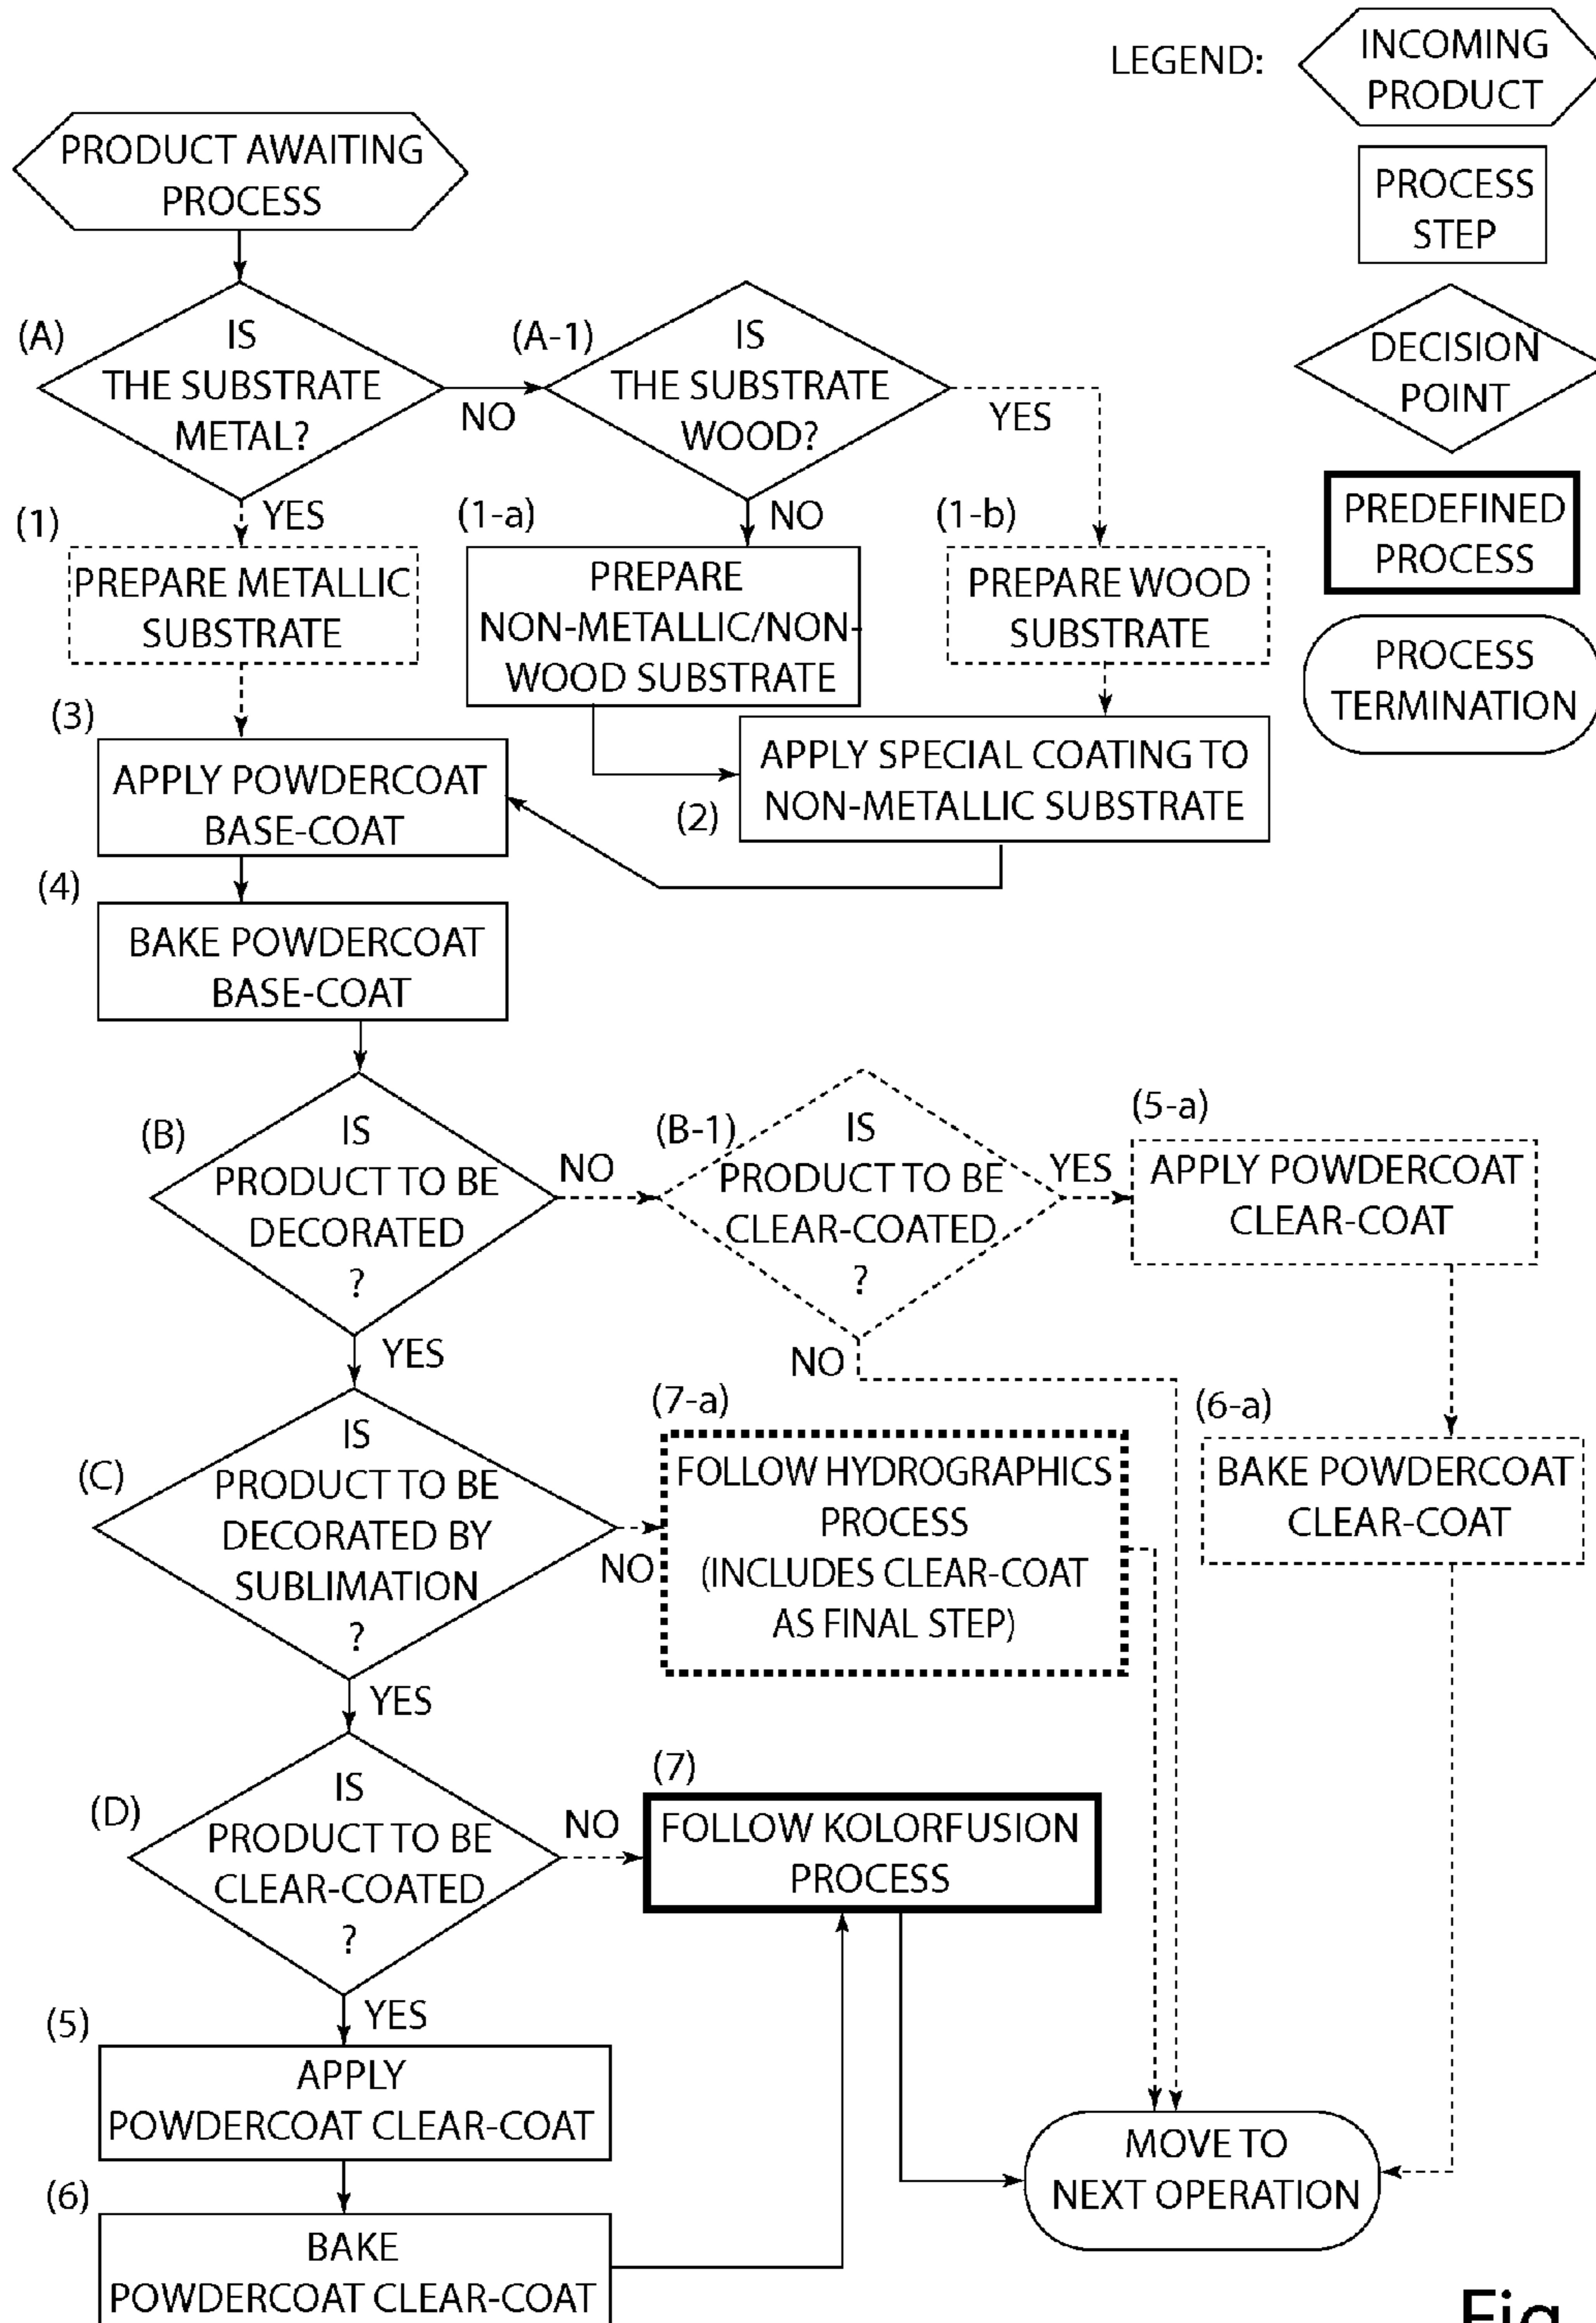 LEGEND:
INCOMING
PRODUCT
PROCESS
STEP
DECISION
POINT
PREDEFINED
PROCESS
PROCESS
TERMINATION
PRODUCT AWAITING
PROCESS
(A)
IS
THE SUBSTRATE
METAL?
NO
YES
(A-1)
IS
THE SUBSTRATE
WOOD?
YES
NO
(1)
PREPARE METALLIC
SUBSTRATE
(1-a)
PREPARE
NON-METALLIC/NON-
WOOD SUBSTRATE
(1-b)
PREPARE WOOD
SUBSTRATE
(2)
APPLY SPECIAL COATING TO
NON-METALLIC SUBSTRATE
(3)
APPLY POWDERCOAT
BASE-COAT
(4)
BAKE POWDERCOAT
BASE-COAT
(B)
IS
PRODUCT TO BE
DECORATED
?
NO
YES
(B-1)
IS
PRODUCT TO BE
CLEAR-COATED
?
YES
NO
(5-a)
APPLY POWDERCOAT
CLEAR-COAT
(6-a)
BAKE POWDERCOAT
CLEAR-COAT
(C)
IS
PRODUCT TO BE
DECORATED BY
SUBLIMATION
?
NO
YES
(7-a)
FOLLOW HYDROGRAPHICS
PROCESS
(INCLUDES CLEAR-COAT
AS FINAL STEP)
(D)
IS
PRODUCT TO BE
CLEAR-COATED
?
NO
YES
(7)
FOLLOW KOLORFUSION
PROCESS
(5)
APPLY
POWDERCOAT CLEAR-COAT
(6)
BAKE
POWDERCOAT CLEAR-COAT
MOVE TO
NEXT OPERATION
Fig